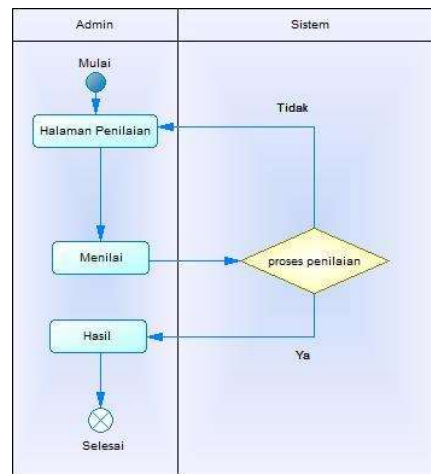 Admin
Sistem
Mulai
Tidak
Halaman Penilaian
Menilai
proses penilaian
Hasil
Ya
Selesai